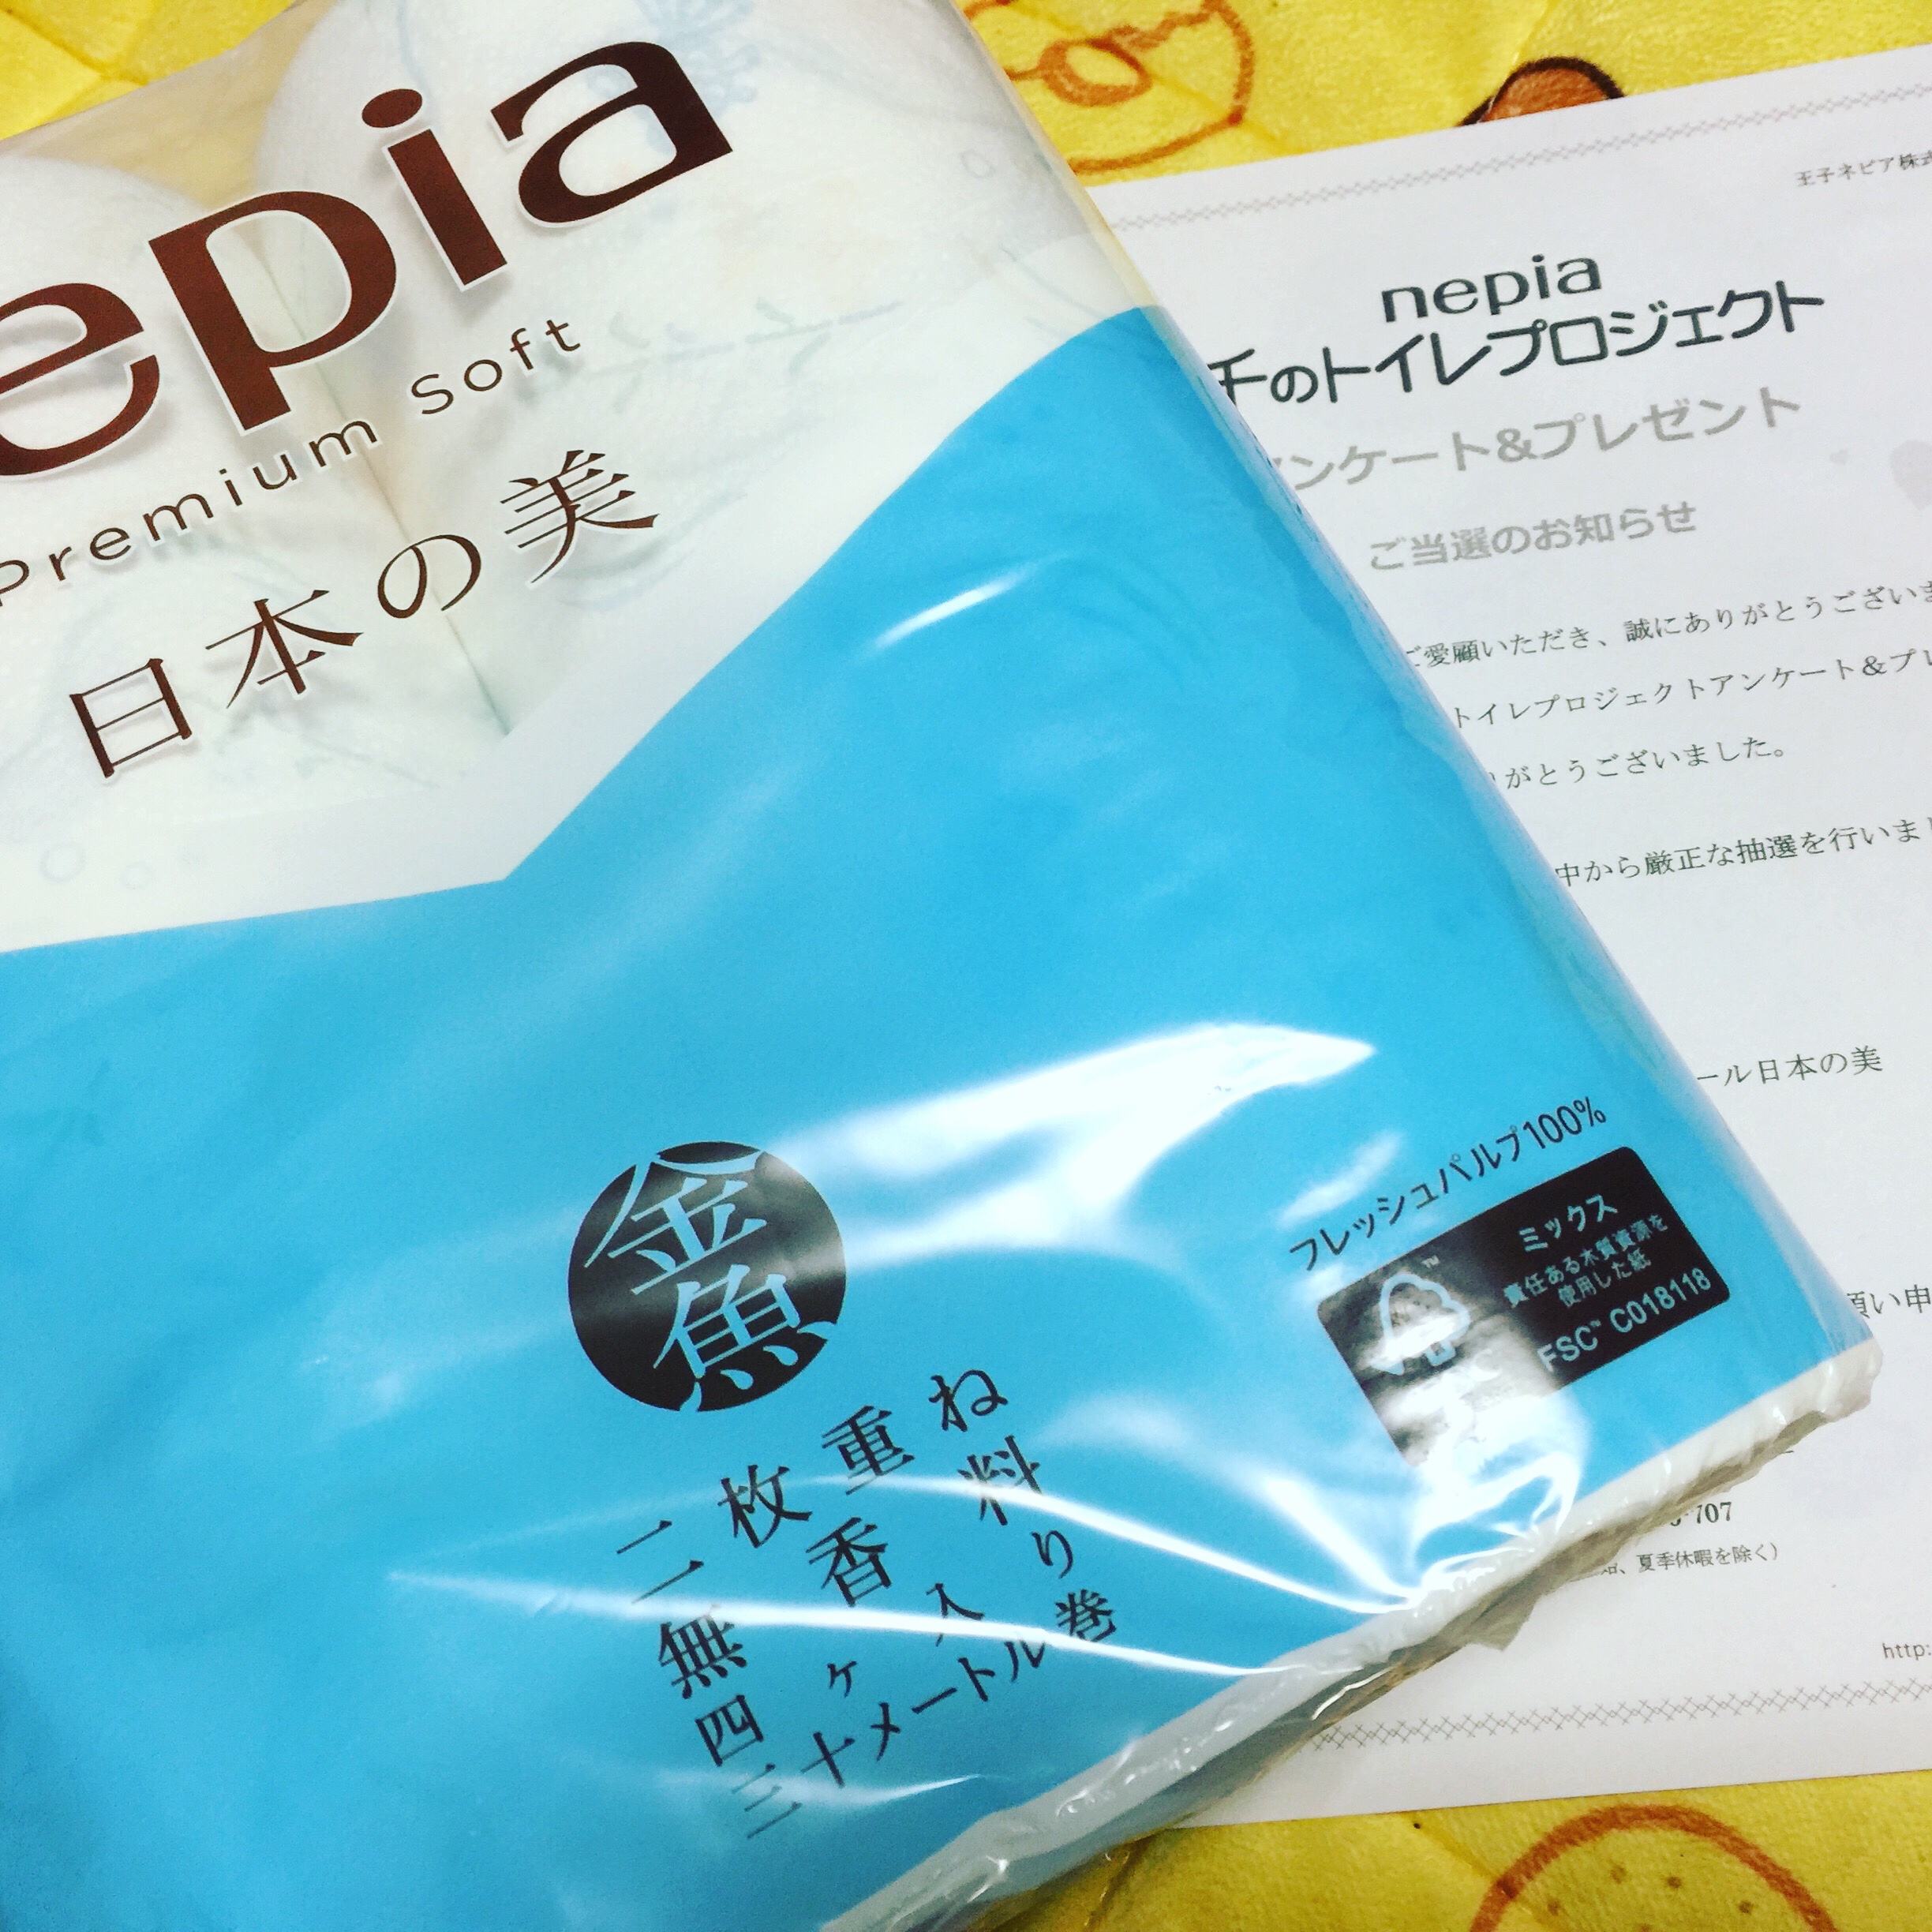 epia
Premium Soft
日本の美
金魚
二枚重ね
無香料
四ヶ入り
三十メートル巻
フレッシュパルプ100%
ミックス
責任ある木質資源を
使用した紙
FSC™ C018118
王子ネピア株式
nepia
千のトイレプロジェクト
ンケート&プレゼント
ご当選のお知らせ
ご愛顧いただき、誠にありがとうございま
トイレプロジェクトアンケート&プレ
がとうございました。
中から厳正な抽選を行いまし
ール日本の美
願い申
707
、夏季休暇を除く)
http: